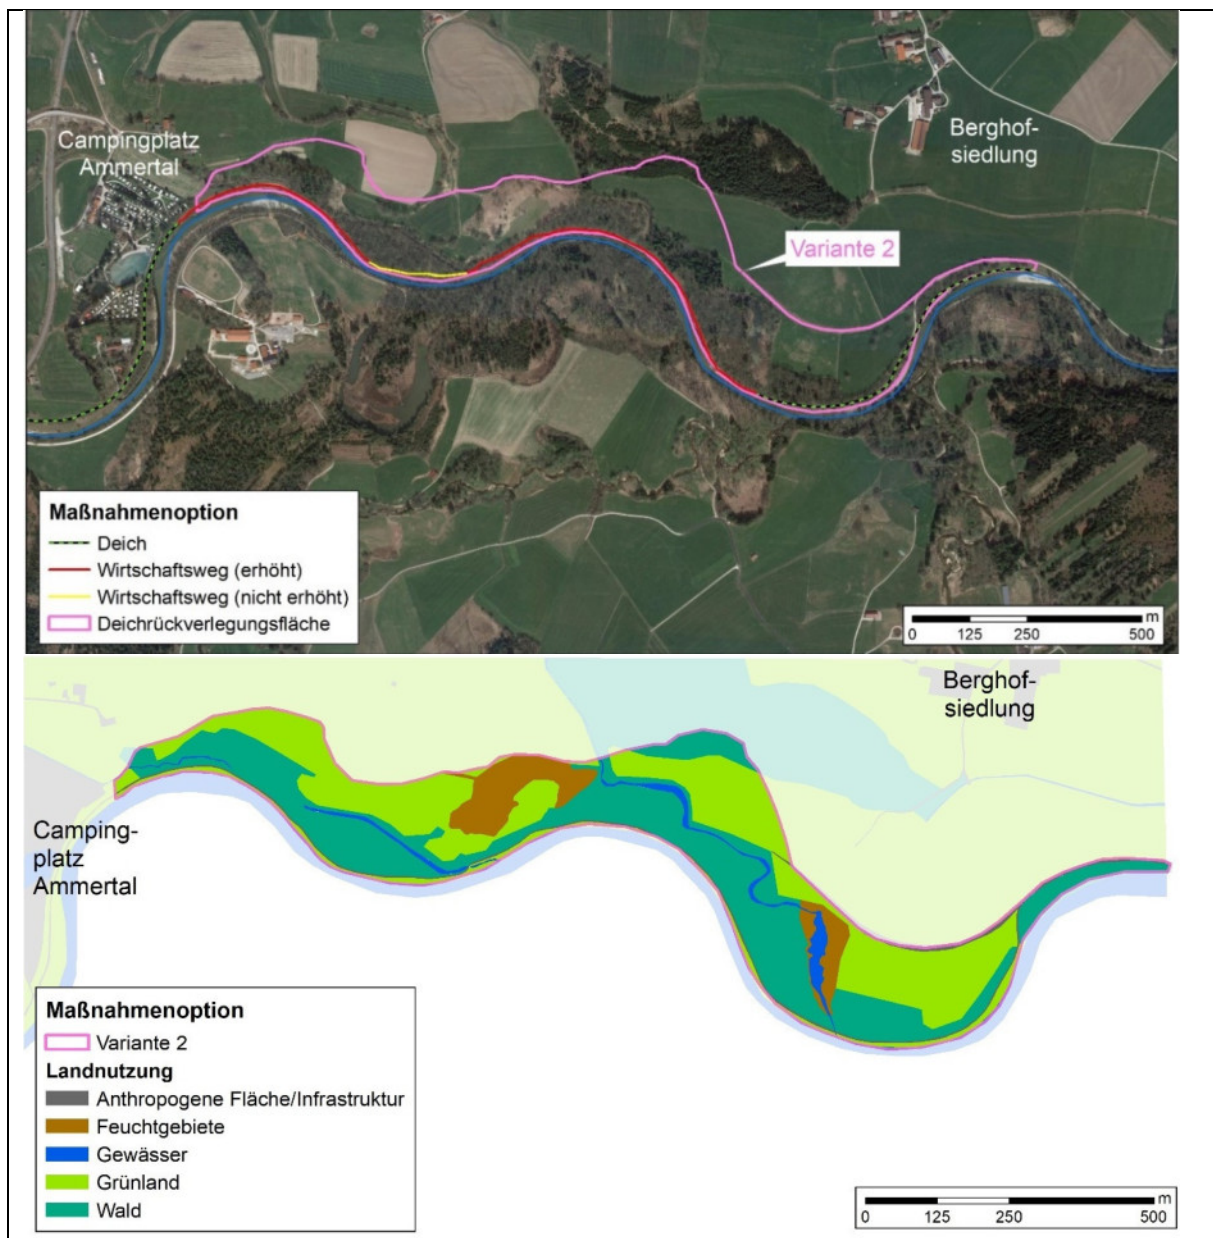 Campingplatz
Ammertal
Berghof-
siedlung
Variante 2
Maßnahmenoption
Deich
Wirtschaftsweg (erhöht)
Wirtschaftsweg (nicht erhöht)
Deichrückverlegungsfläche
m
0 125 250 500
Berghof-
siedlung
Camping-
platz
Ammertal
Maßnahmenoption
Variante 2
Landnutzung
Anthropogene Fläche/Infrastruktur
Feuchtgebiete
Gewässer
Grünland
Wald
m
0 125 250 500